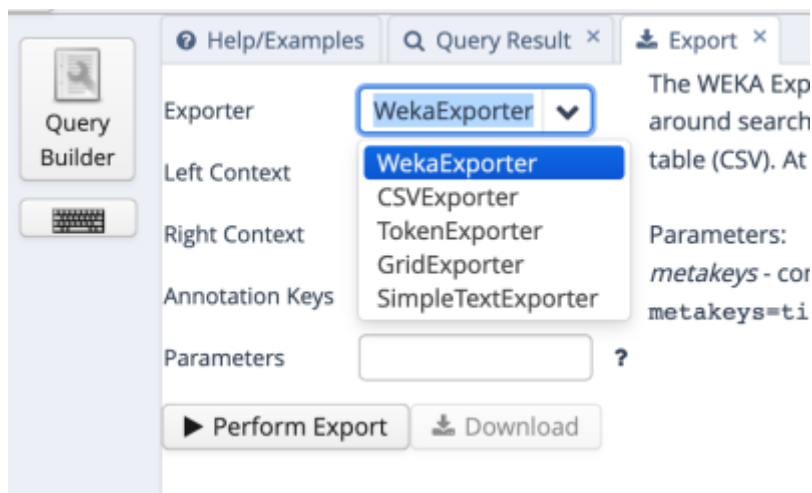 Help/Examples
Query Result ×
Export ×
Query
Builder
Exporter
WekaExporter
WekaExporter
CSVExporter
TokenExporter
GridExporter
SimpleTextExporter
Left Context
Right Context
Annotation Keys
Parameters
?
Perform Export
Download
The WEKA Exp
around search
table (CSV). At
Parameters:
metakeys - cor
metakeys=ti